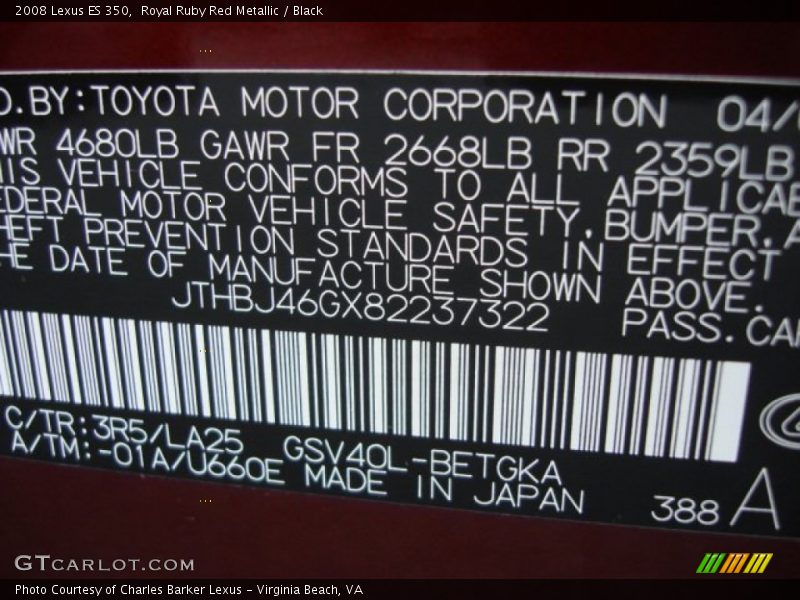 2008 Lexus ES 350,  Royal Ruby Red Metallic / Black
D.BY:TOYOTA MOTOR CORPORATION 04/
WR 4680LB GAWR FR 2668LB RR 2359LB
HIS VEHICLE CONFORMS TO ALL APPLICAB
EDERAL MOTOR VEHICLE SAFETY,BUMPER,A
HEFT PREVENTION STANDARDS IN EFFECT
HE DATE OF MANUFACTURE SHOWN ABOVE.
JTHBJ46GX82237322 PASS.CA
C/TR:3R5/LA25 GSV40L-BETGKA
A/TM:-01A/U660E MADE IN JAPAN 388 A
GTCARLOT.COM
Photo Courtesy of Charles Barker Lexus - Virginia Beach, VA